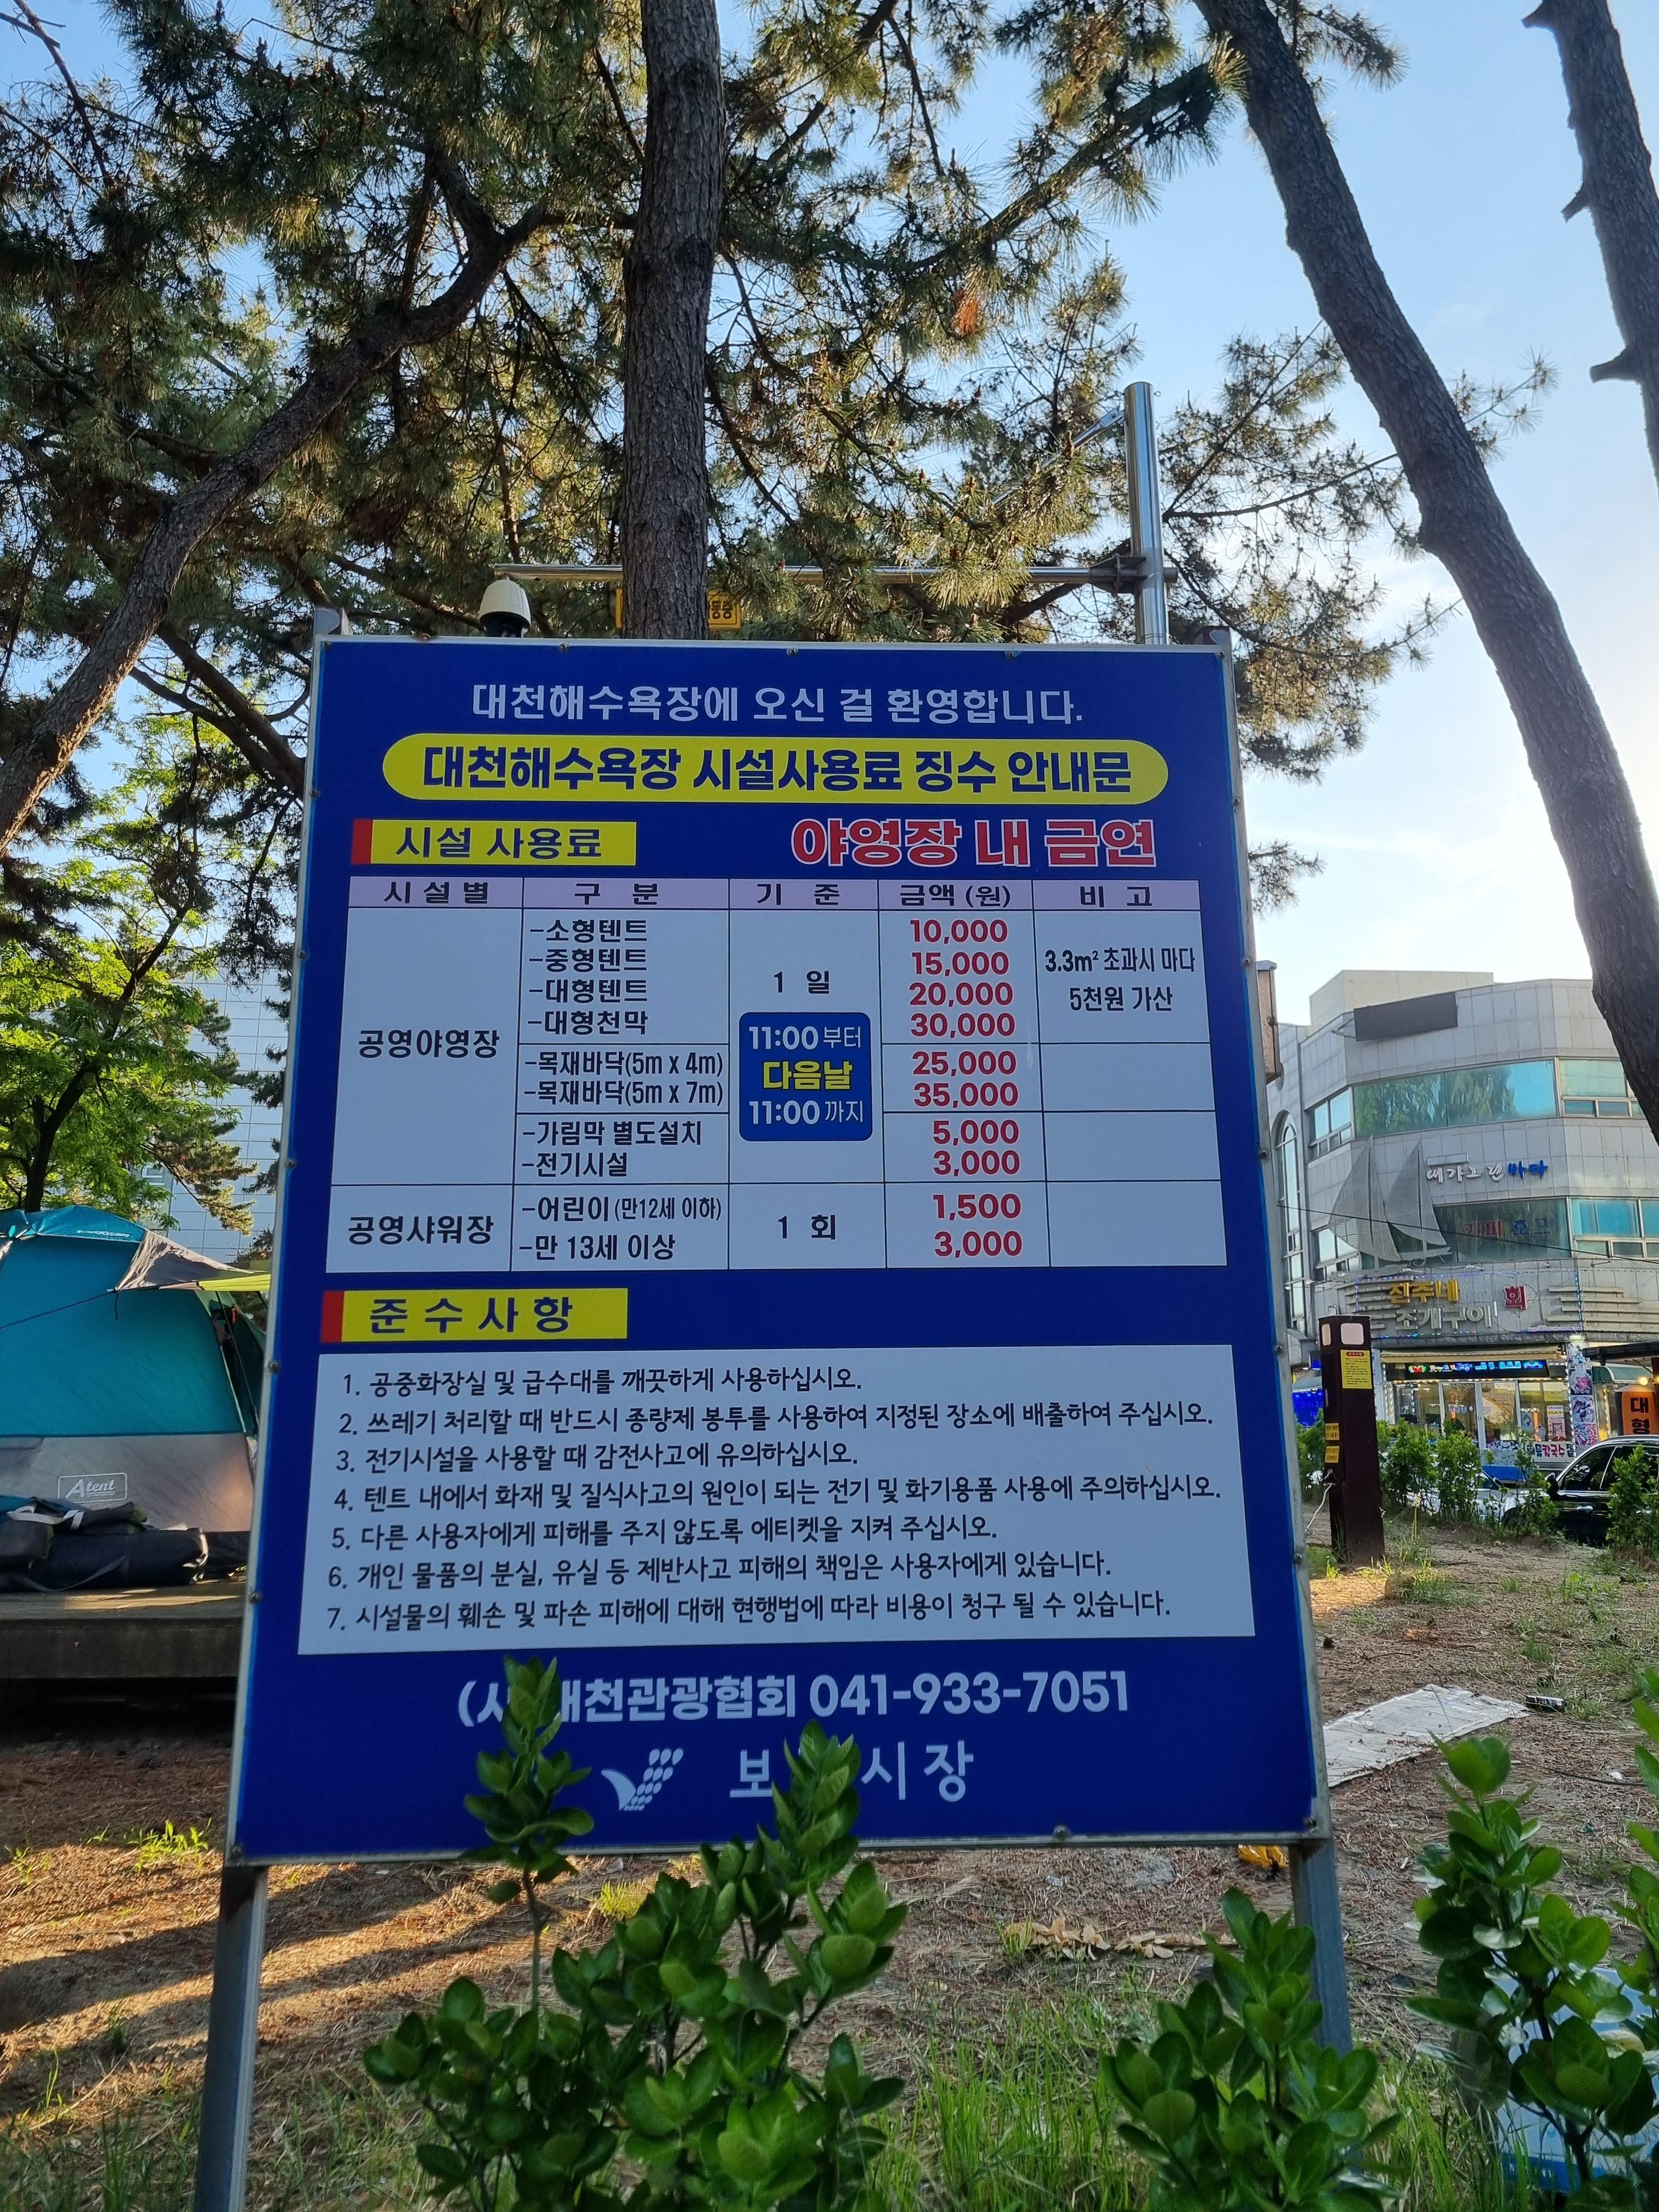 대천해수욕장에 오신 걸 환영합니다.
대천해수욕장 시설사용료 징수 안내문
시설 사용료
야영장 내 금연
시설별 구 분 기 준 금액 (원) 비 고
공영야영장
-소형텐트 10,000
-중형텐트 15,000
-대형텐트 20,000
-대형천막 30,000
1 일
11:00 부터
다음날
11:00 까지
3.3m² 초과시 마다
5천원 가산
-목재바닥(5m x 4m) 25,000
-목재바닥(5m x 7m) 35,000
-가림막 별도설치 5,000
-전기시설 3,000
공영샤워장
-어린이 (만12세 이하) 1,500
-만 13세 이상 3,000
1 회
준수사항
1. 공중화장실 및 급수대를 깨끗하게 사용하십시오.
2. 쓰레기 처리할 때 반드시 종량제 봉투를 사용하여 지정된 장소에 배출하여 주십시오.
3. 전기시설을 사용할 때 감전사고에 유의하십시오.
4. 텐트 내에서 화재 및 질식사고의 원인이 되는 전기 및 화기용품 사용에 주의하십시오.
5. 다른 사용자에게 피해를 주지 않도록 에티켓을 지켜 주십시오.
6. 개인 물품의 분실, 유실 등 제반사고 피해의 책임은 사용자에게 있습니다.
7. 시설물의 훼손 및 파손 피해에 대해 현행법에 따라 비용이 청구 될 수 있습니다.
대천관광협회 041-933-7051
시장
Atent
네가그린바다
조개구이 회
대형